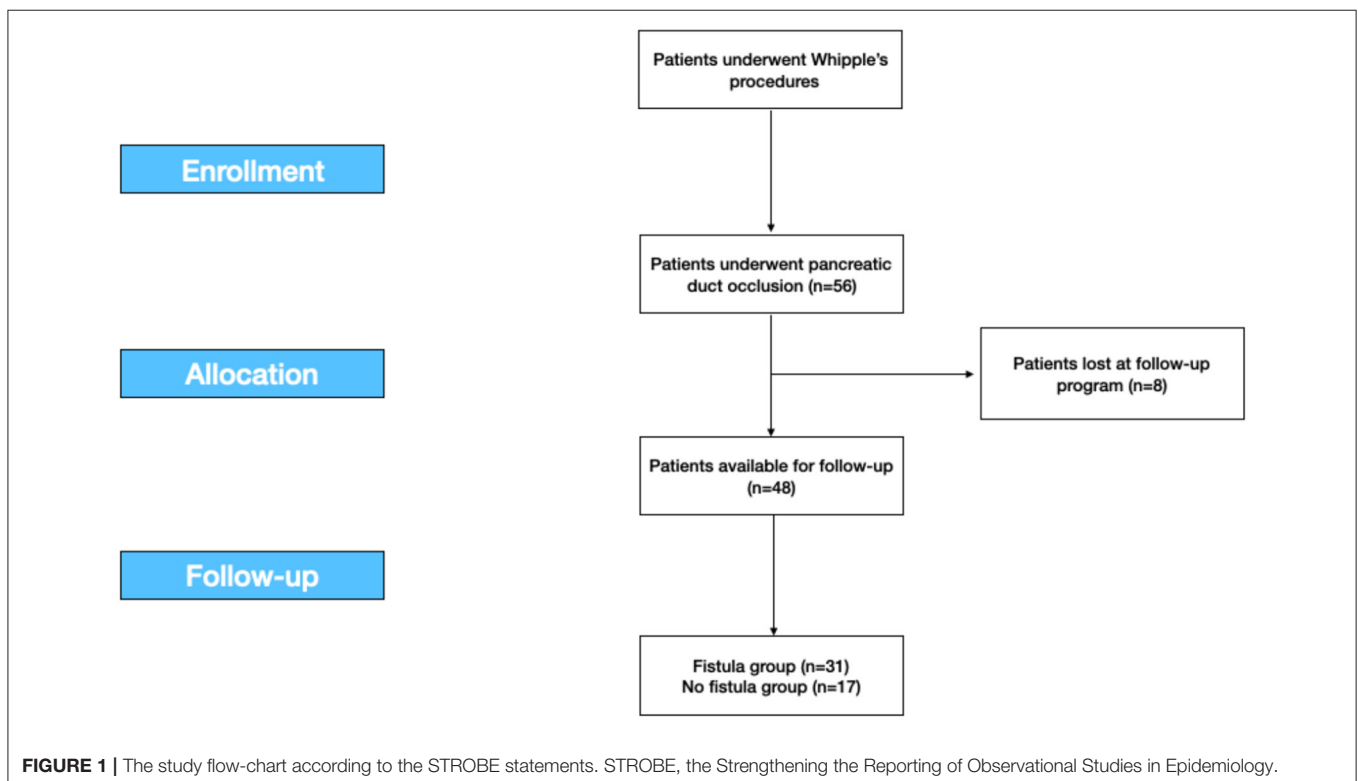 Patients underwent Whipple's
procedures
Enrollment
Patients underwent pancreatic
duct occlusion (n=56)
Allocation
Patients lost at follow-up
program (n=8)
Patients available for follow-up
(n=48)
Follow-up
Fistula group (n=31)
No fistula group (n=17)
FIGURE 1 | The study flow-chart according to the STROBE statements. STROBE, the Strengthening the Reporting of Observational Studies in Epidemiology.